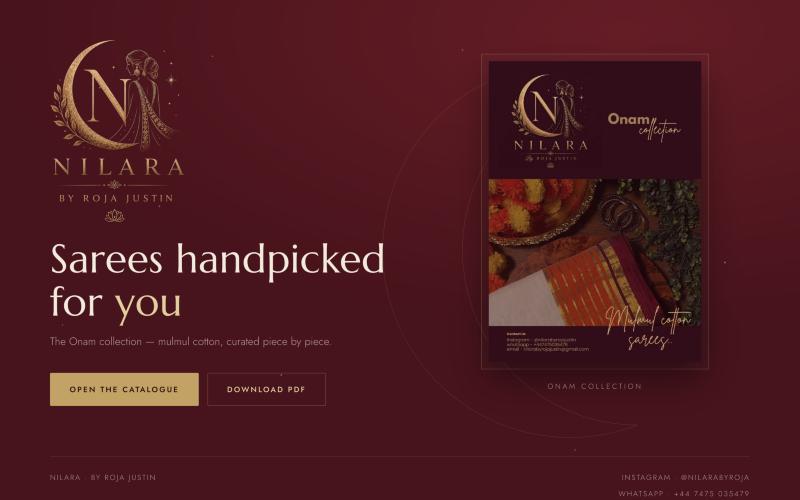 N
NILARA
BY ROJA JUSTIN
Sarees handpicked
for you
The Onam collection — mulmul cotton, curated piece by piece.
OPEN THE CATALOGUE
DOWNLOAD PDF
N
NILARA
By ROJA JUSTIN
Onam
collection
Mulmul cotton
sarees..
ONAM COLLECTION
NILARA · BY ROJA JUSTIN
INSTAGRAM · @NILARABYROJA
WHATSAPP · +44 7475 035479